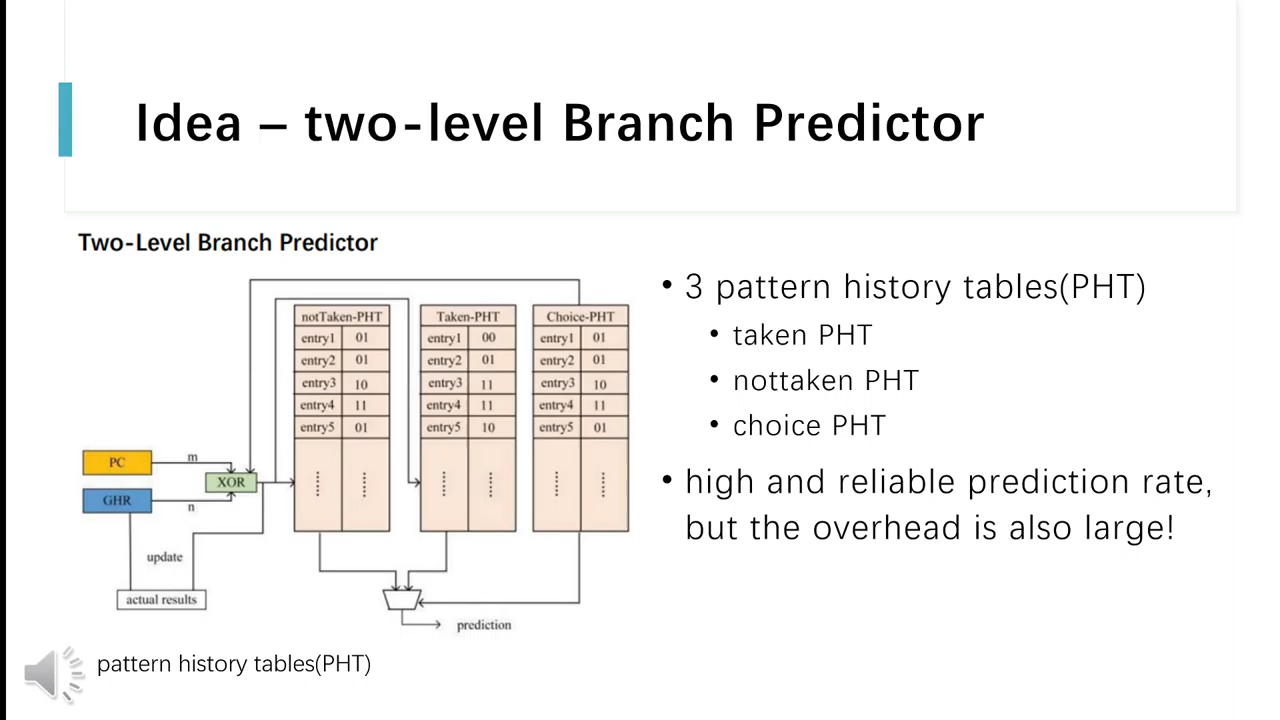 Idea – two-level Branch Predictor
Two-Level Branch Predictor
notTaken-PHT
entry1 01
entry2 01
entry3 10
entry4 11
entry5 01
Taken-PHT
entry1 00
entry2 01
entry3 11
entry4 11
entry5 10
Choice-PHT
entry1 01
entry2 01
entry3 10
entry4 11
entry5 01
PC
m
XOR
GHR
n
update
actual results
prediction
pattern history tables(PHT)
• 3 pattern history tables(PHT)
• taken PHT
• nottaken PHT
• choice PHT
• high and reliable prediction rate,
but the overhead is also large!